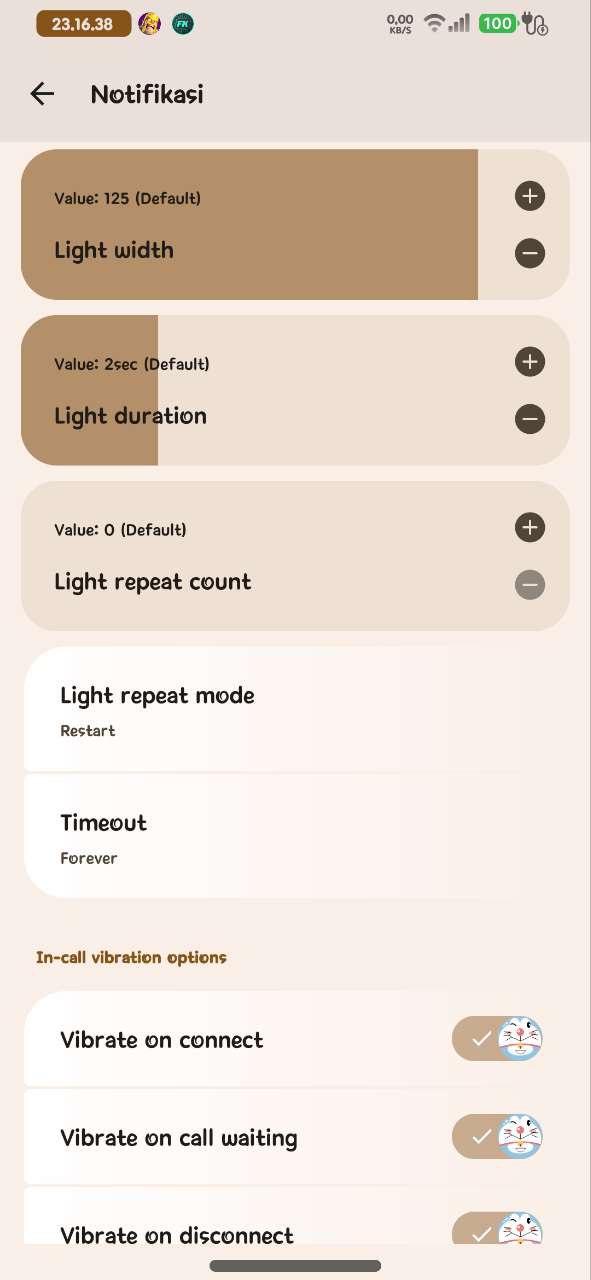 23.16.38
FK
0,00
KB/S
100
Notifikasi
Value: 125 (Default)
Light width
Value: 2sec (Default)
Light duration
Value: 0 (Default)
Light repeat count
Light repeat mode
Restart
Timeout
Forever
In-call vibration options
Vibrate on connect
Vibrate on call waiting
Vibrate on disconnect